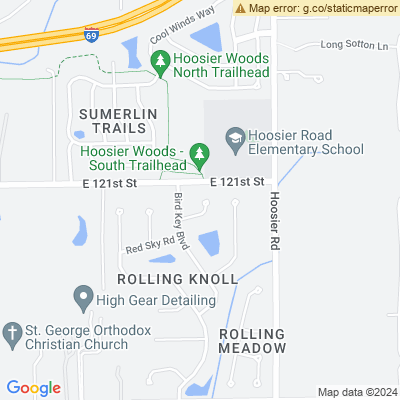 Map error: g.co/staticmaperror
69
Cool Winds Way
Long Sotton Ln
Hoosier Woods
North Trailhead
SUMERLIN
TRAILS
Hoosier Road
Elementary School
Hoosier Woods -
South Trailhead
E 121st St
E 121st St
Bird Key Blvd
Hoosier Rd
Red Sky Rd
ROLLING KNOLL
High Gear Detailing
St. George Orthodox
Christian Church
ROLLING
MEADOW
Google
Map data ©2024